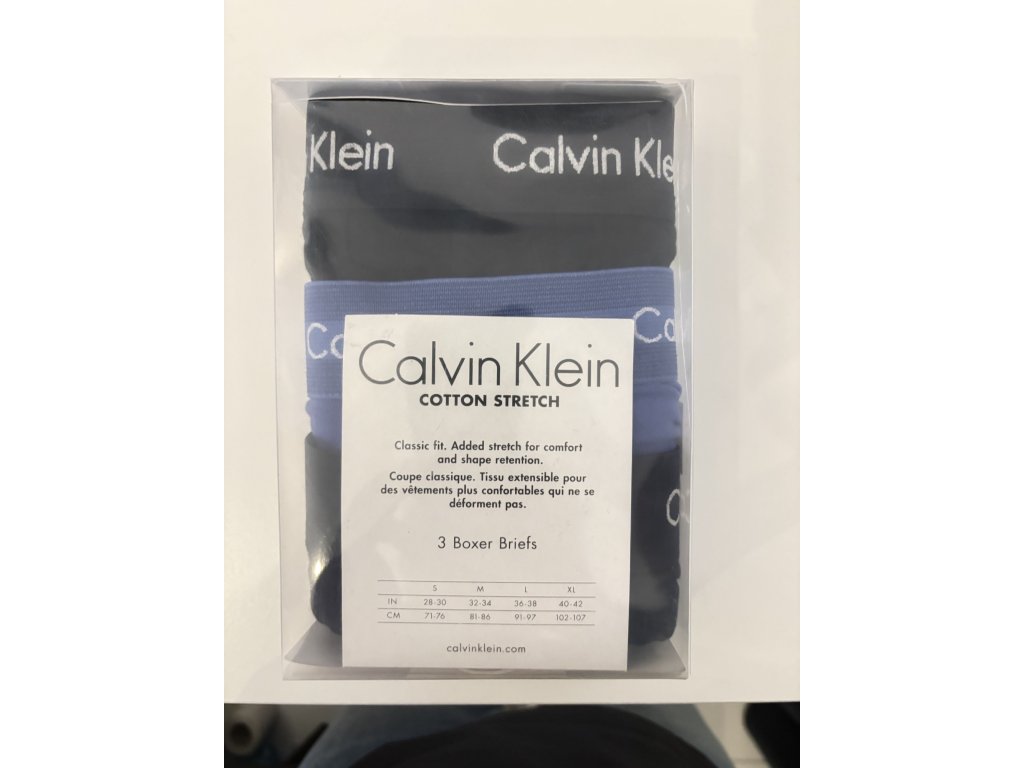 Klein
Calvin Kle
Ca
Ca
Calvin Klein
COTTON STRETCH
Classic fit. Added stretch for comfort
and shape retention.
Coupe classique. Tissu extensible pour
des vêtements plus confortables qui ne se
déforment pas.
3 Boxer Briefs
S M L XL
IN 28-30 32-34 36-38 40-42
CM 71-76 81-86 91-97 102-107
calvinklein.com